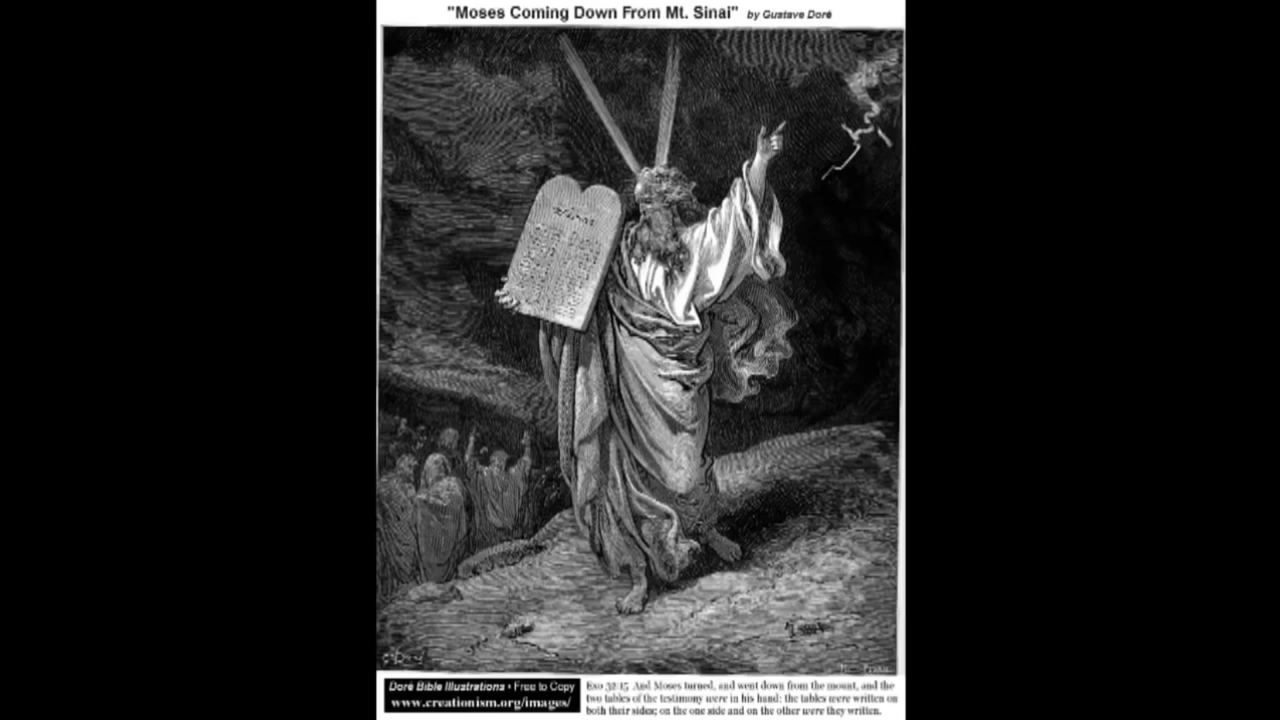 "Moses Coming Down From Mt. Sinai" by Gustave Doré
Doré Bible Illustrations • Free to Copy
www.creationism.org/images/
Exo 32:15 And Moses turned, and went down from the mount, and the
two tables of the testimony were in his hand: the tables were written on
both their sides; on the one side and on the other were they written.